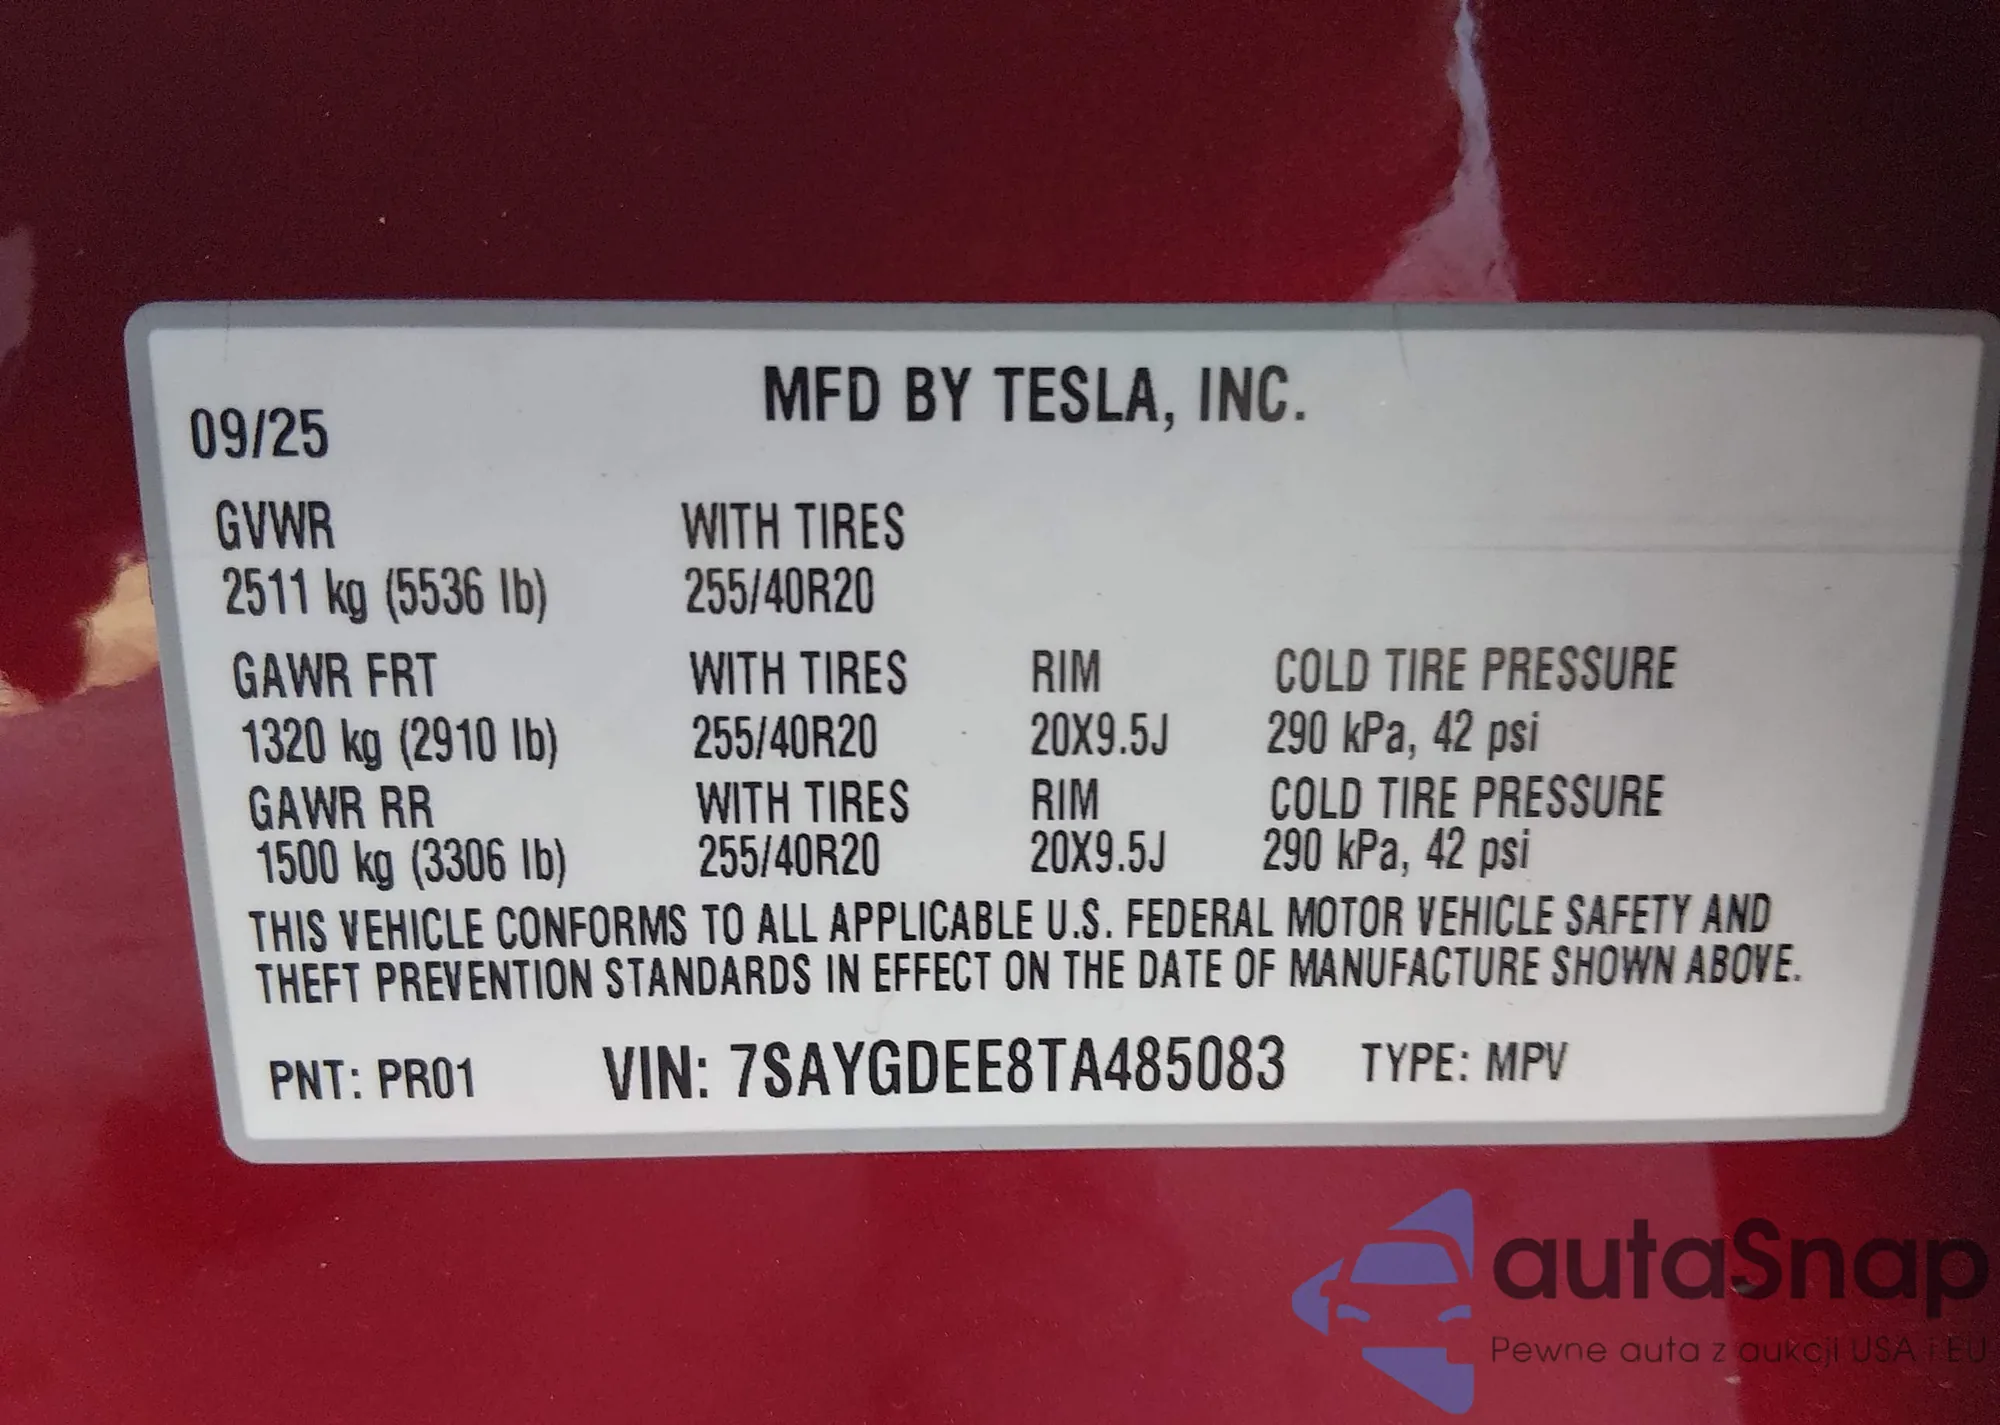 MFD BY TESLA, INC.
09/25
GVWR WITH TIRES
2511 kg (5536 lb) 255/40R20
GAWR FRT WITH TIRES RIM COLD TIRE PRESSURE
1320 kg (2910 lb) 255/40R20 20X9.5J 290 kPa, 42 psi
GAWR RR WITH TIRES RIM COLD TIRE PRESSURE
1500 kg (3306 lb) 255/40R20 20X9.5J 290 kPa, 42 psi
THIS VEHICLE CONFORMS TO ALL APPLICABLE U.S. FEDERAL MOTOR VEHICLE SAFETY AND
THEFT PREVENTION STANDARDS IN EFFECT ON THE DATE OF MANUFACTURE SHOWN ABOVE.
PNT: PR01 VIN: 7SAYGDEE8TA485083 TYPE: MPV
autaSnap
Pewne auta z aukcji USA i EU